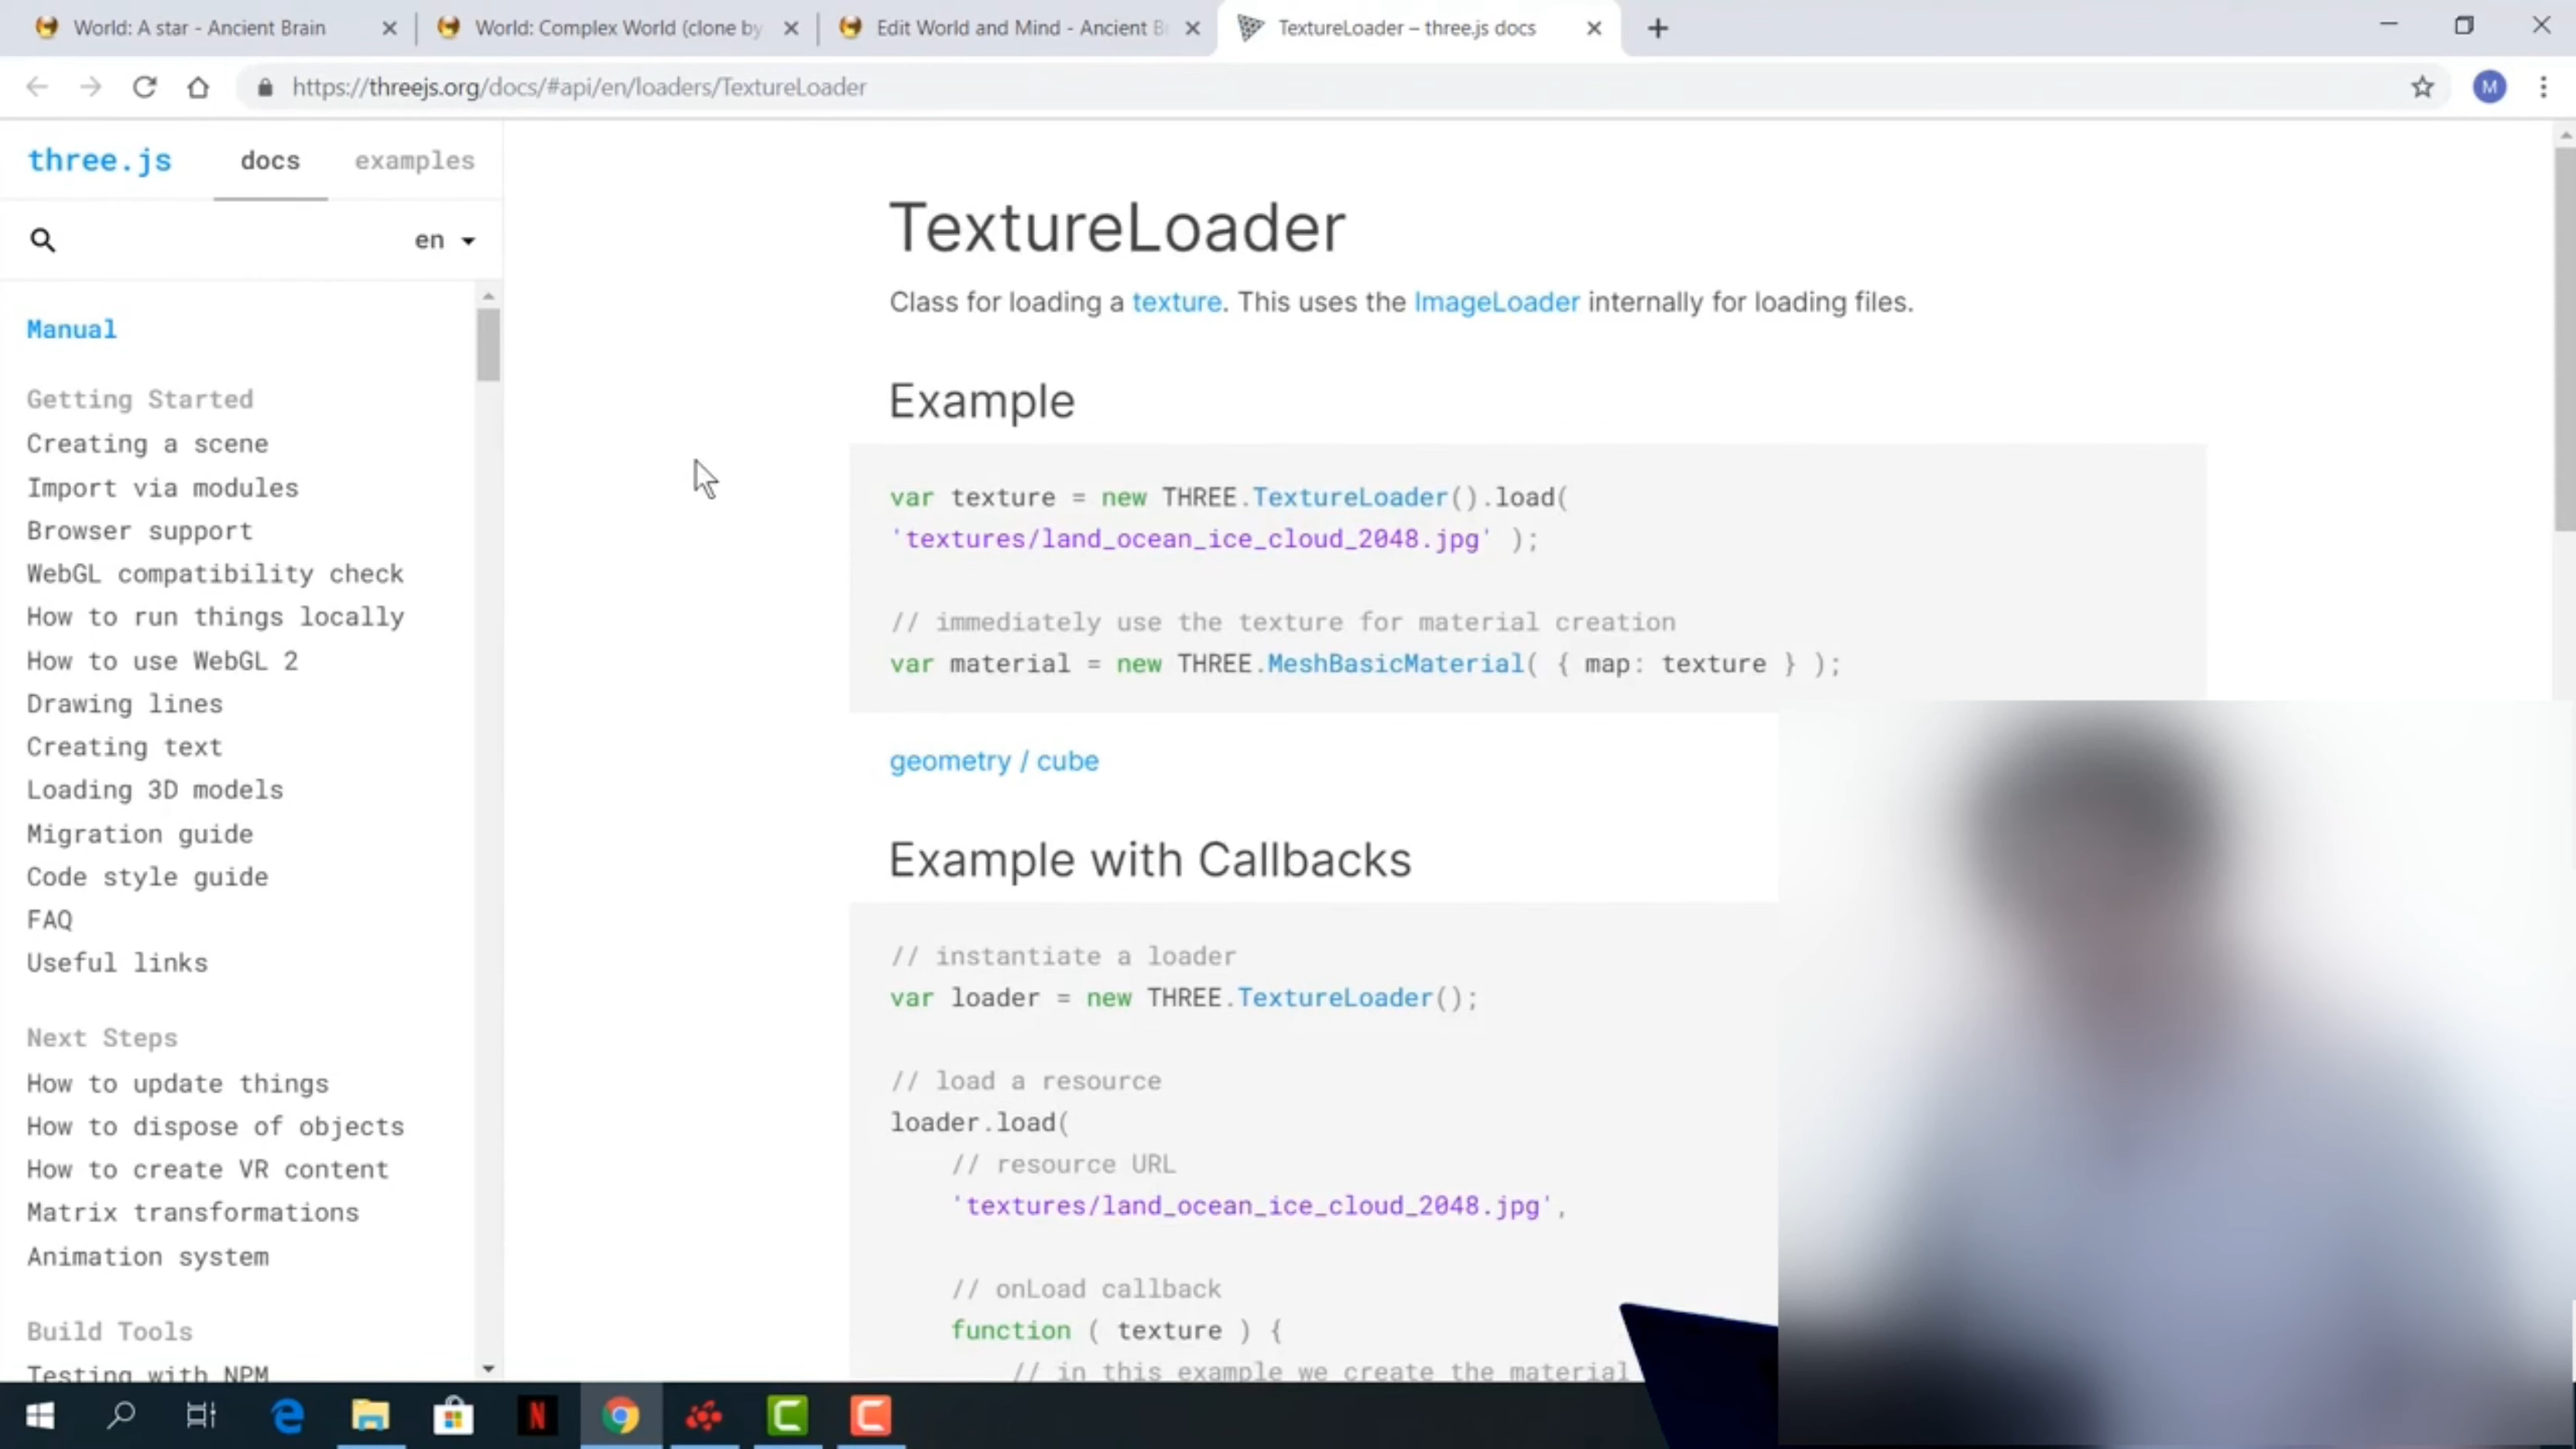 World: A star - Ancient Brain
World: Complex World (clone by
Edit World and Mind - Ancient B
TextureLoader – three.js docs
https://threejs.org/docs/#api/en/loaders/TextureLoader
M
three.js docs examples
en
Manual
Getting Started
Creating a scene
Import via modules
Browser support
WebGL compatibility check
How to run things locally
How to use WebGL 2
Drawing lines
Creating text
Loading 3D models
Migration guide
Code style guide
FAQ
Useful links
Next Steps
How to update things
How to dispose of objects
How to create VR content
Matrix transformations
Animation system
Build Tools
Testing with NPM
TextureLoader
Class for loading a texture. This uses the ImageLoader internally for loading files.
Example
var texture = new THREE.TextureLoader().load(
'textures/land_ocean_ice_cloud_2048.jpg' );
// immediately use the texture for material creation
var material = new THREE.MeshBasicMaterial( { map: texture } );
geometry / cube
Example with Callbacks
// instantiate a loader
var loader = new THREE.TextureLoader();
// load a resource
loader.load(
// resource URL
'textures/land_ocean_ice_cloud_2048.jpg',
// onLoad callback
function ( texture ) {
// in this example we create the material
N